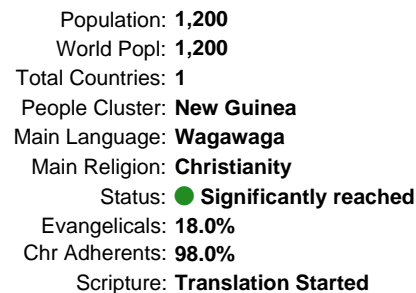 Population: 1,200
World Popl: 1,200
Total Countries: 1
People Cluster: New Guinea
Main Language: Wagawaga
Main Religion: Christianity
Status: Significantly reached
Evangelicals: 18.0%
Chr Adherents: 98.0%
Scripture: Translation Started